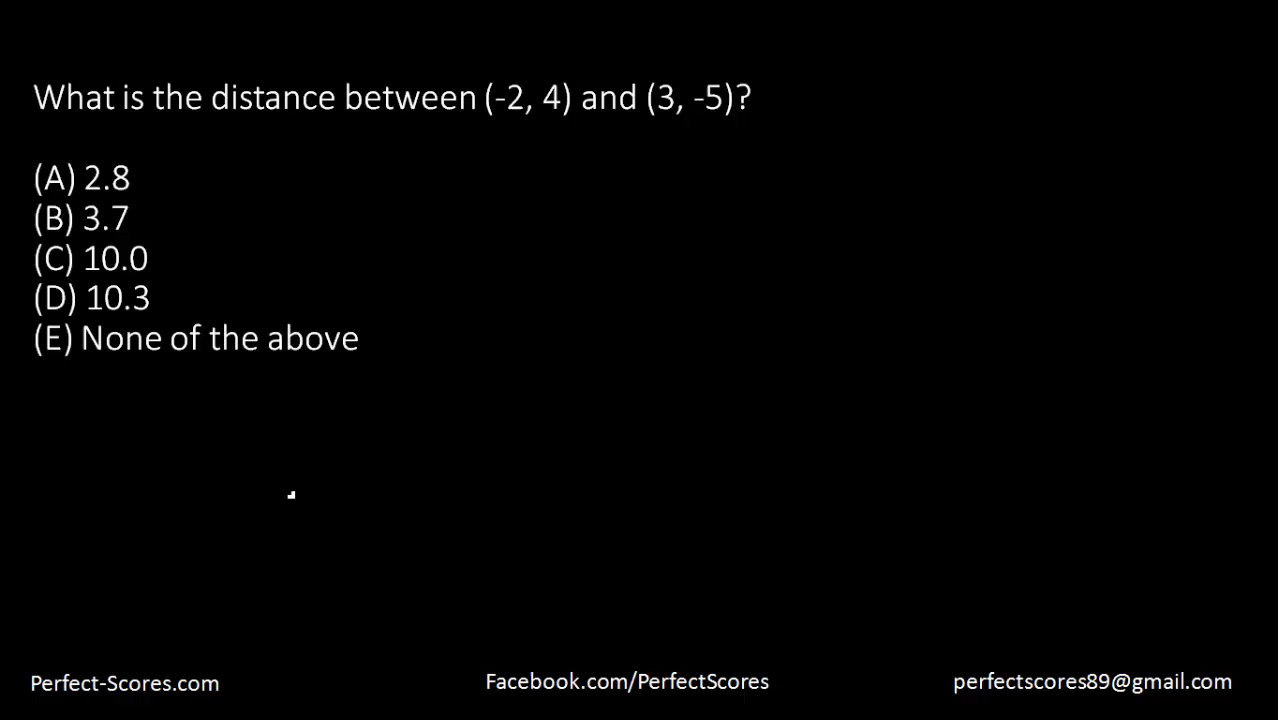 What is the distance between (-2, 4) and (3, -5)?
(A) 2.8
(B) 3.7
(C) 10.0
(D) 10.3
(E) None of the above
Perfect-Scores.com
Facebook.com/PerfectScores
perfectscores89@gmail.com